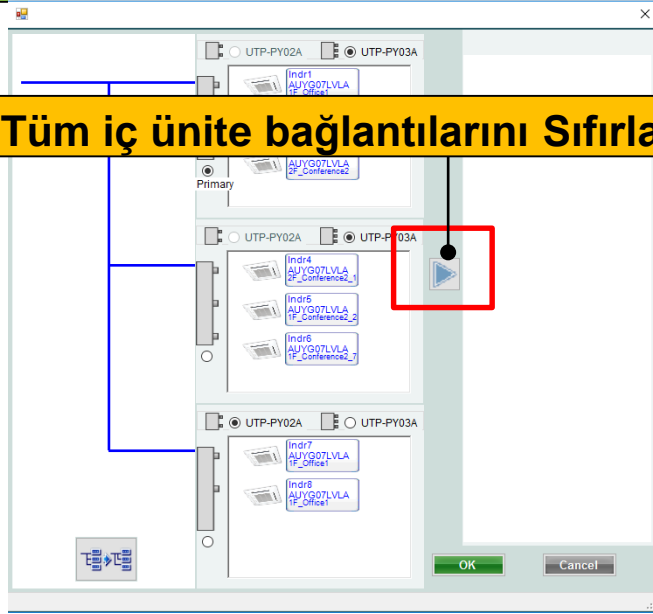 UTP-PY02A UTP-PY03A
Indr1
AUYG07LVLA
1F_Office1
Tüm iç ünite bağlantılarını Sıfırla
AUYG07LVLA
2F_Conference2
Primary
UTP-PY02A UTP-PY03A
Indr4
AUYG07LVLA
2F_Conference2_1
Indr5
AUYG07LVLA
1F_Conference2_2
Indr6
AUYG07LVLA
1F_Conference2_7
UTP-PY02A UTP-PY03A
Indr7
AUYG07LVLA
1F_Office1
Indr8
AUYG07LVLA
1F_Office1
OK Cancel